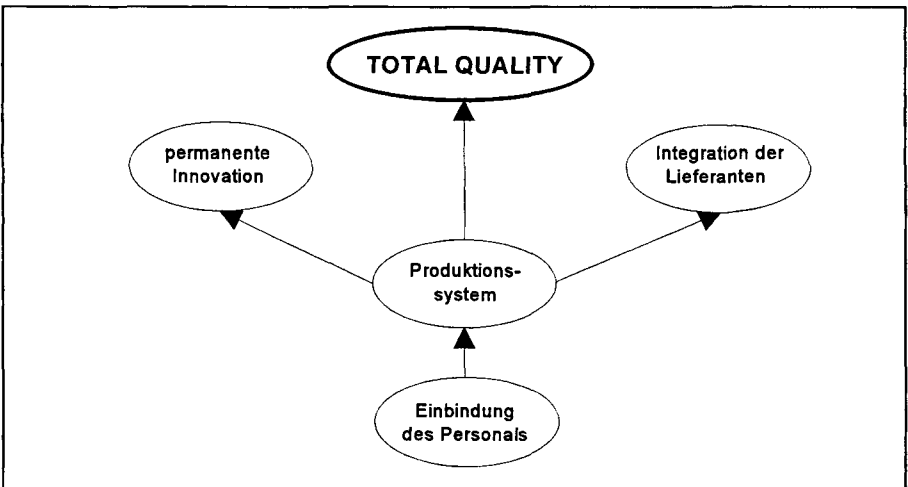 TOTAL QUALITY
permanente
Innovation
Integration der
Lieferanten
Produktions-
system
Einbindung
des Personals